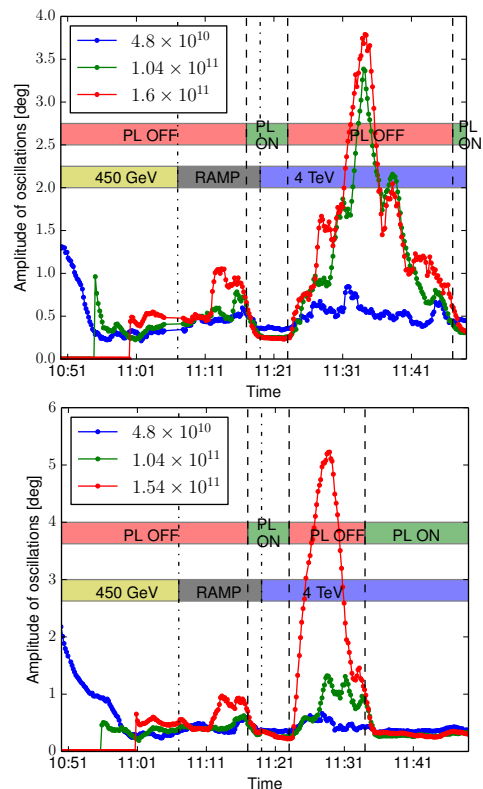 4.0
3.5
3.0
2.5
2.0
1.5
1.0
0.5
0.0
Amplitude of oscillations [deg]
4.8 × 10^10
1.04 × 10^11
1.6 × 10^11
PL OFF
PL ON
PL OFF
PL ON
450 GeV
RAMP
4 TeV
10:51 11:01 11:11 11:21 11:31 11:41
Time
6
5
4
3
2
1
0
Amplitude of oscillations [deg]
4.8 × 10^10
1.04 × 10^11
1.54 × 10^11
PL OFF
PL ON
PL OFF
PL ON
450 GeV
RAMP
4 TeV
10:51 11:01 11:11 11:21 11:31 11:41
Time